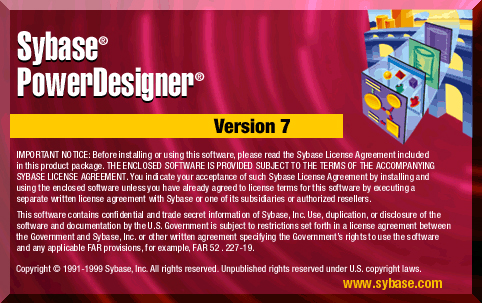 Sybase®
PowerDesigner®
Version 7
IMPORTANT NOTICE: Before installing or using this software, please read the Sybase License Agreement included
in this product package. THE ENCLOSED SOFTWARE IS PROVIDED SUBJECT TO THE TERMS OF THE ACCOMPANYING
SYBASE LICENSE AGREEMENT. You indicate your acceptance of such Sybase License Agreement by installing and
using the enclosed software unless you have already agreed to license terms for this software by executing a
separate written license agreement with Sybase or one of its subsidiaries or authorized resellers.
This software contains confidential and trade secret information of Sybase, Inc. Use, duplication, or disclosure of the
software and documentation by the U.S. Government is subject to restrictions set forth in a license agreement between
the Government and Sybase, Inc. or other written agreement specifying the Government's rights to use the software
and any applicable FAR provisions, for example, FAR 52 . 227-19.
Copyright © 1991-1999 Sybase, Inc. All rights reserved. Unpublished rights reserved under U.S. copyright laws.
www.sybase.com